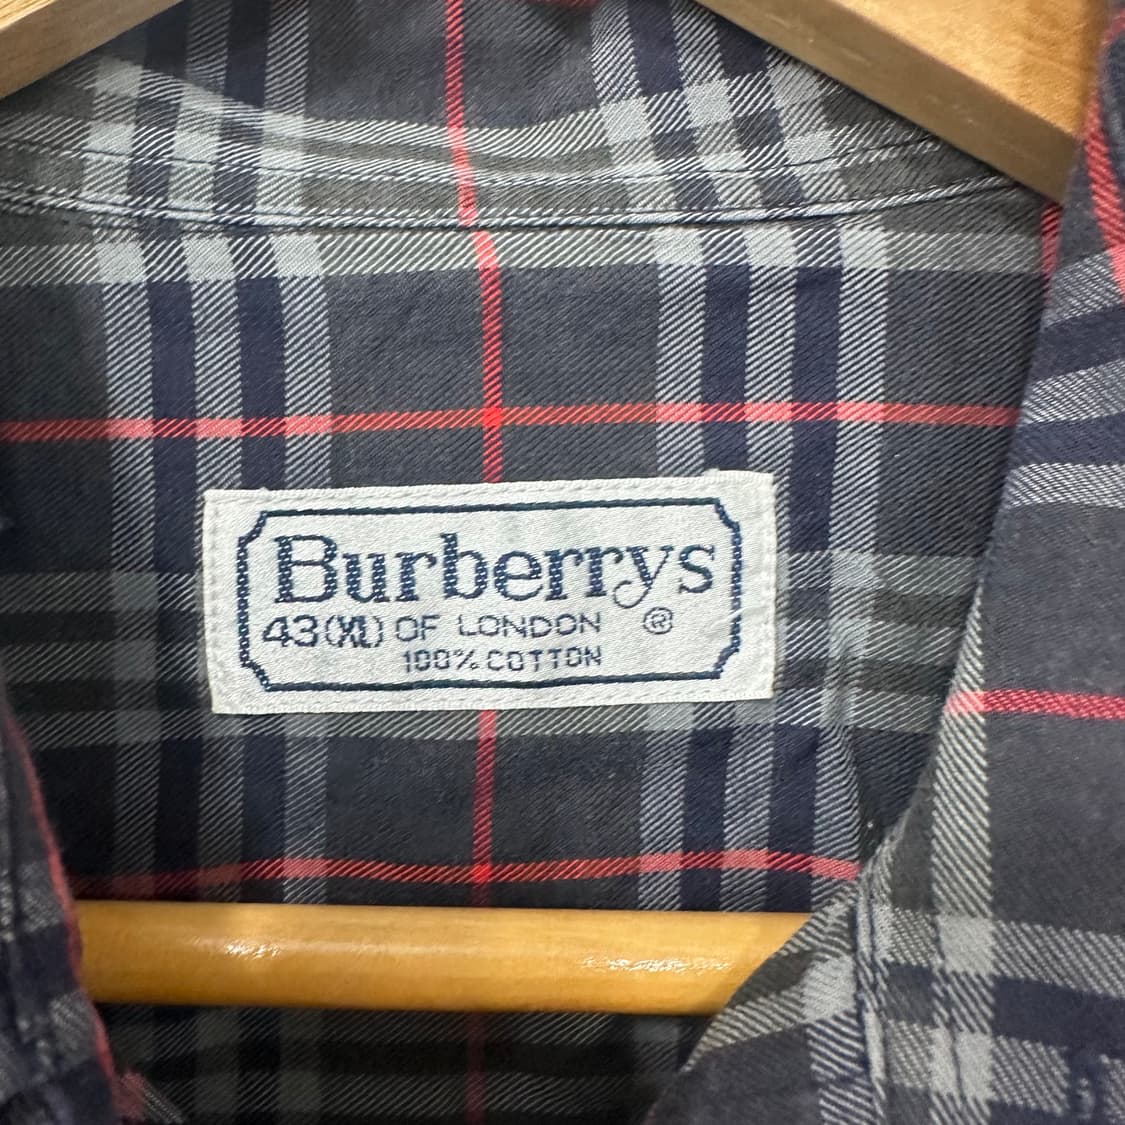 Burberrys
43(XL) OF LONDON ®
100% COTTON